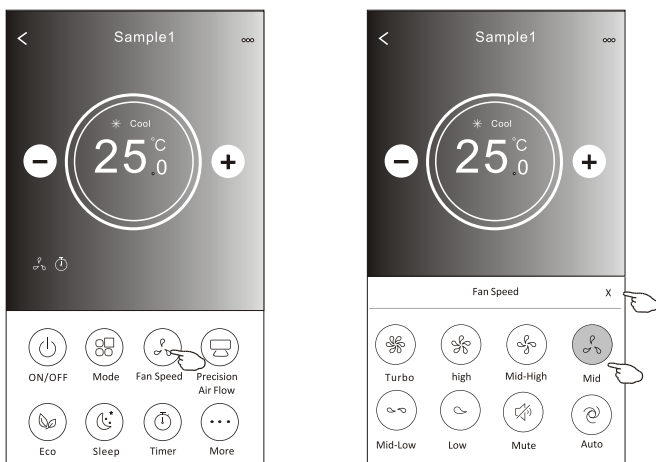 Sample1
Cool
25.0°C
ON/OFF
Mode
Fan Speed
Precision
Air Flow
Eco
Sleep
Timer
More
Sample1
Cool
25.0°C
Fan Speed
X
Turbo
high
Mid-High
Mid
Mid-Low
Low
Mute
Auto